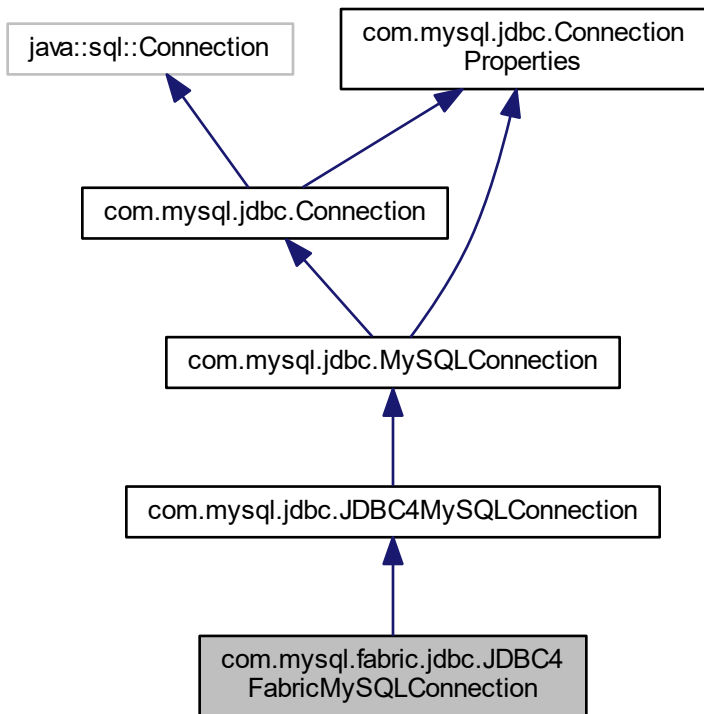 java::sql::Connection
com.mysql.jdbc.Connection
Properties
com.mysql.jdbc.Connection
com.mysql.jdbc.MySQLConnection
com.mysql.jdbc.JDBC4MySQLConnection
com.mysql.fabric.jdbc.JDBC4
FabricMySQLConnection